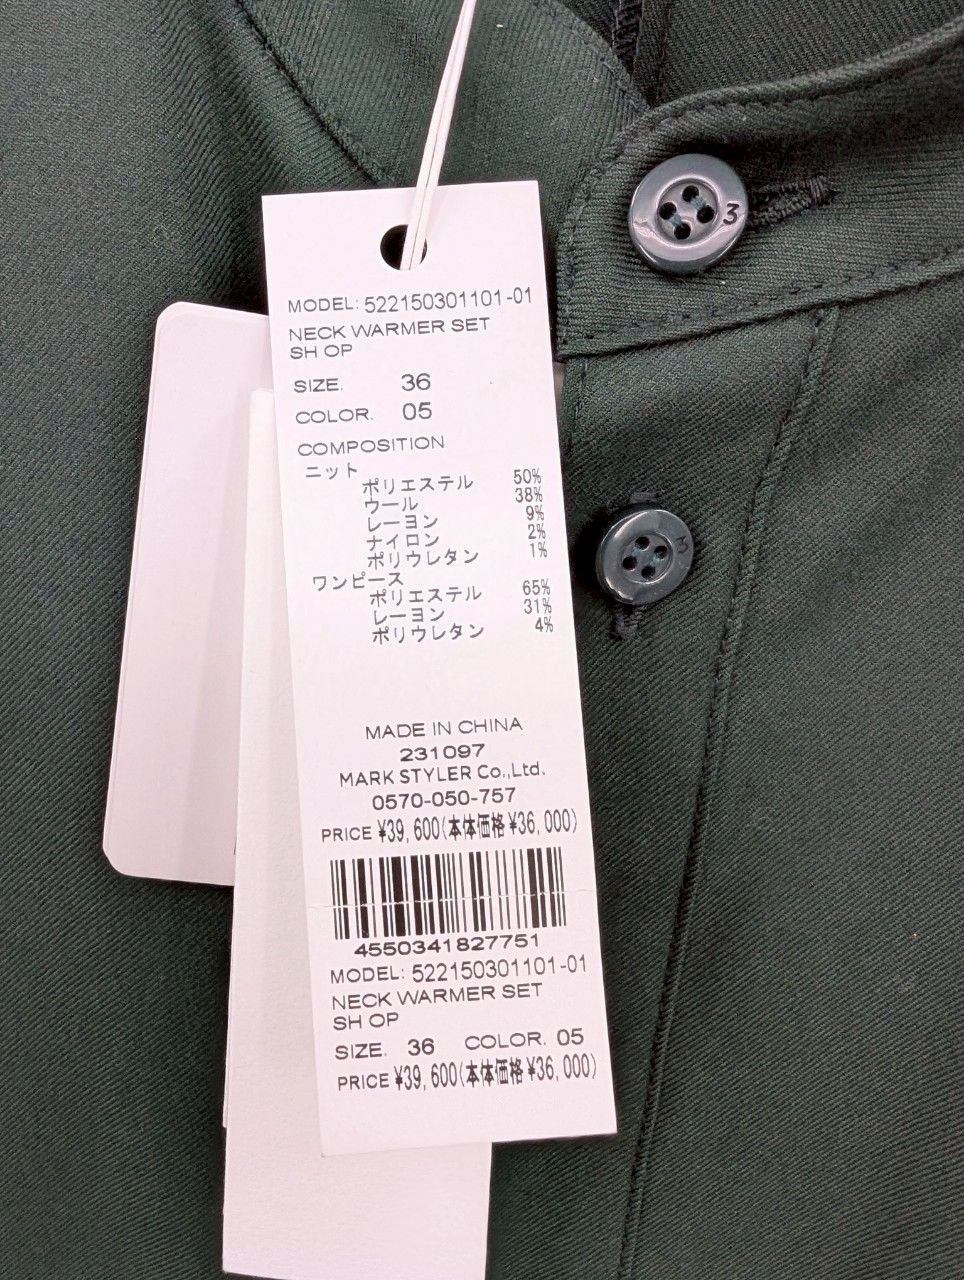 MODEL: 522150301101-01
NECK WARMER SET
SH OP
SIZE. 36
COLOR. 05
COMPOSITION
ニット
ポリエステル 50%
ウール 38%
レーヨン 9%
ナイロン 2%
ポリウレタン 1%
ワンピース
ポリエステル 65%
レーヨン 31%
ポリウレタン 4%
MADE IN CHINA
231097
MARK STYLER Co.,Ltd.
0570-050-757
PRICE ¥39,600(本体価格 ¥36,000)
4550341827751
MODEL: 522150301101-01
NECK WARMER SET
SH OP
SIZE. 36 COLOR. 05
PRICE ¥39,600(本体価格 ¥36,000)
3
3